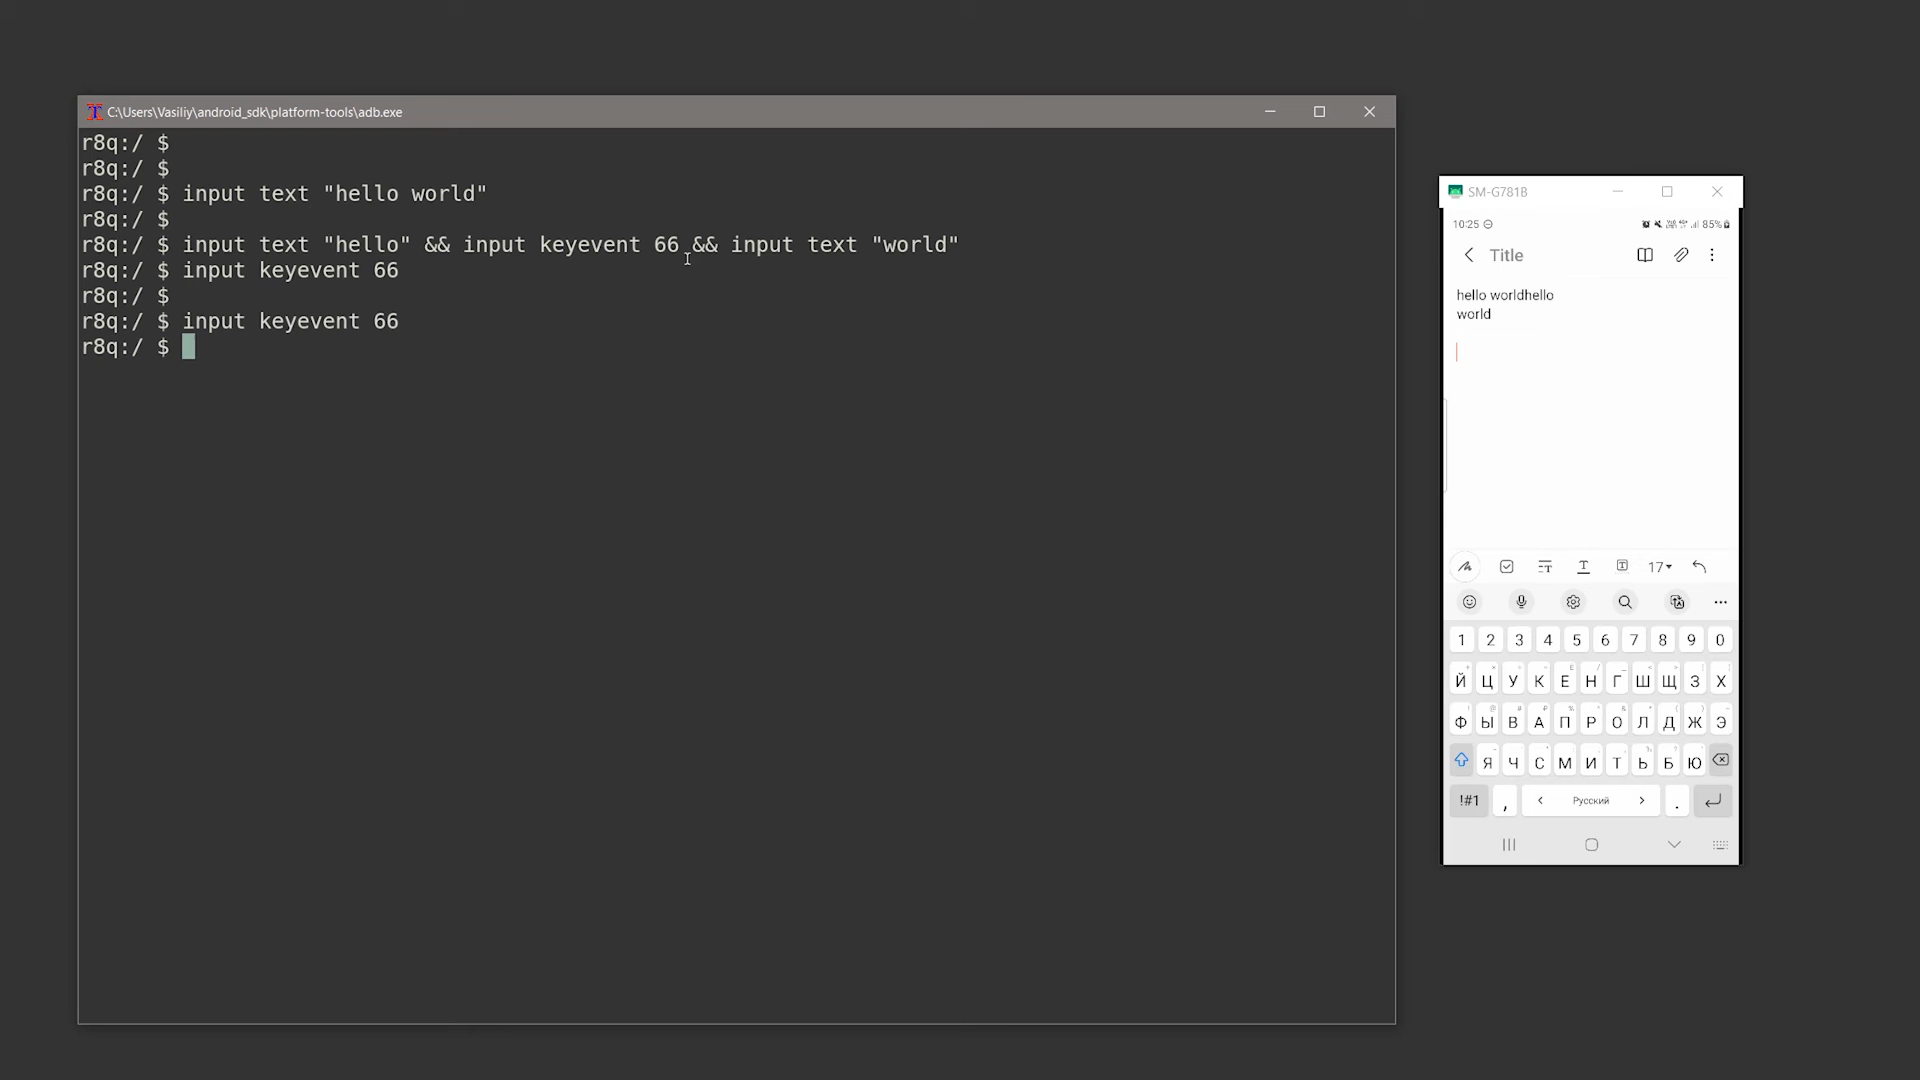 C:\Users\Vasiliy\android_sdk\platform-tools\adb.exe
r8q:/ $
r8q:/ $
r8q:/ $ input text "hello world"
r8q:/ $
r8q:/ $ input text "hello" && input keyevent 66 && input text "world"
r8q:/ $ input keyevent 66
r8q:/ $
r8q:/ $ input keyevent 66
r8q:/ $
SM-G781B
10:25 85%
Title
hello worldhello
world
17
1 2 3 4 5 6 7 8 9 0
Й Ц У К Е Н Г Ш Щ З Х
Ф Ы В А П Р О Л Д Ж Э
Я Ч С М И Т Ь Б Ю
!#1 , < Русский > .